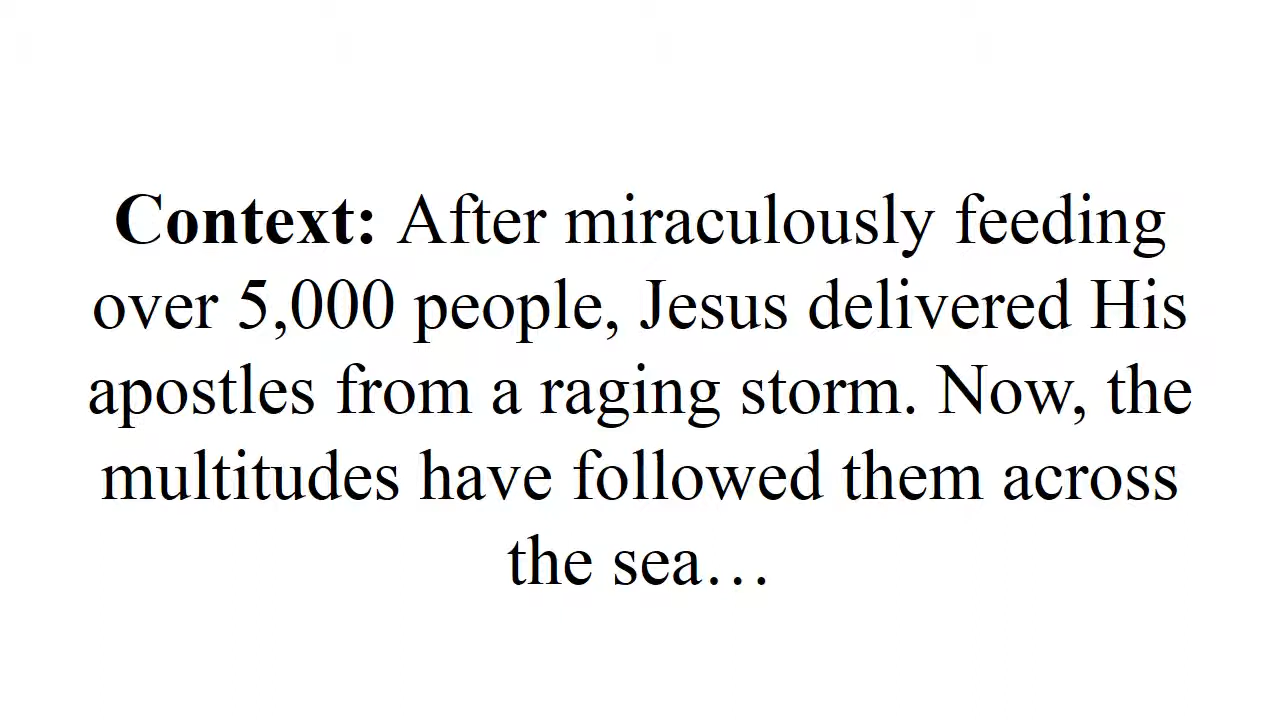 Context: After miraculously feeding
over 5,000 people, Jesus delivered His
apostles from a raging storm. Now, the
multitudes have followed them across
the sea…